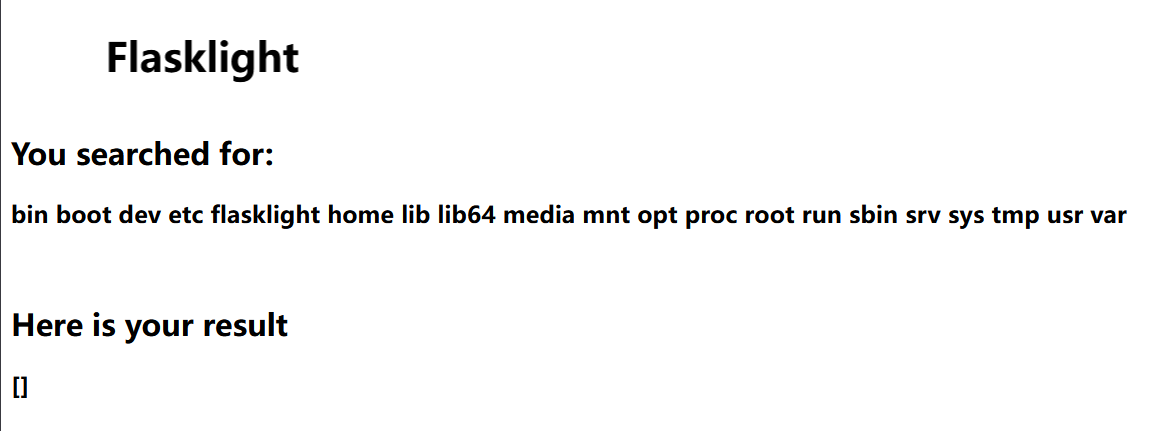 Flasklight
You searched for:
bin boot dev etc flasklight home lib lib64 media mnt opt proc root run sbin srv sys tmp usr var
Here is your result
[]